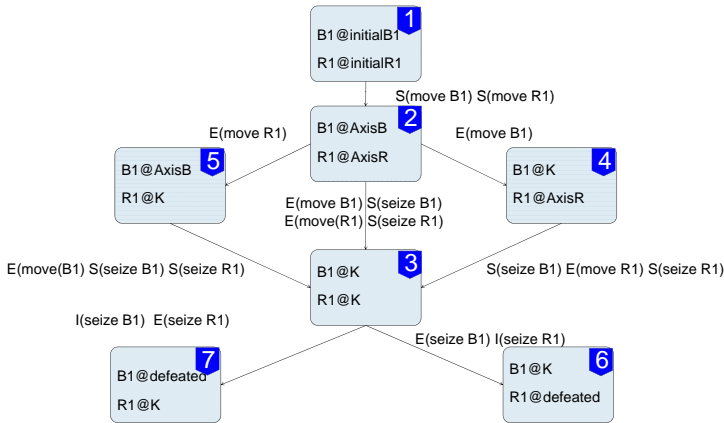 1
B1@initialB1
R1@initialR1
S(move B1) S(move R1)
2
B1@AxisB
R1@AxisR
E(move R1)
E(move B1)
5
B1@AxisB
R1@K
4
B1@K
R1@AxisR
E(move B1) S(seize B1)
E(move(R1) S(seize R1)
E(move(B1) S(seize B1) S(seize R1)
S(seize B1) E(move R1) S(seize R1)
3
B1@K
R1@K
I(seize B1) E(seize R1)
E(seize B1) I(seize R1)
7
B1@defeated
R1@K
6
B1@K
R1@defeated